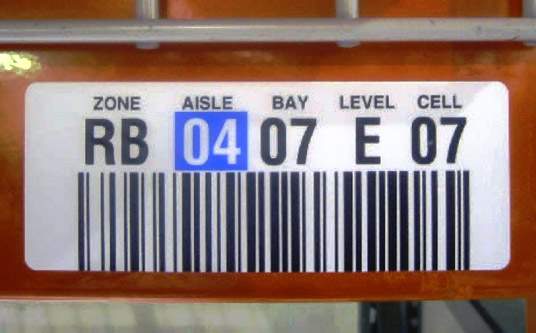 ZONE AISLE BAY LEVEL CELL
RB 04 07 E 07